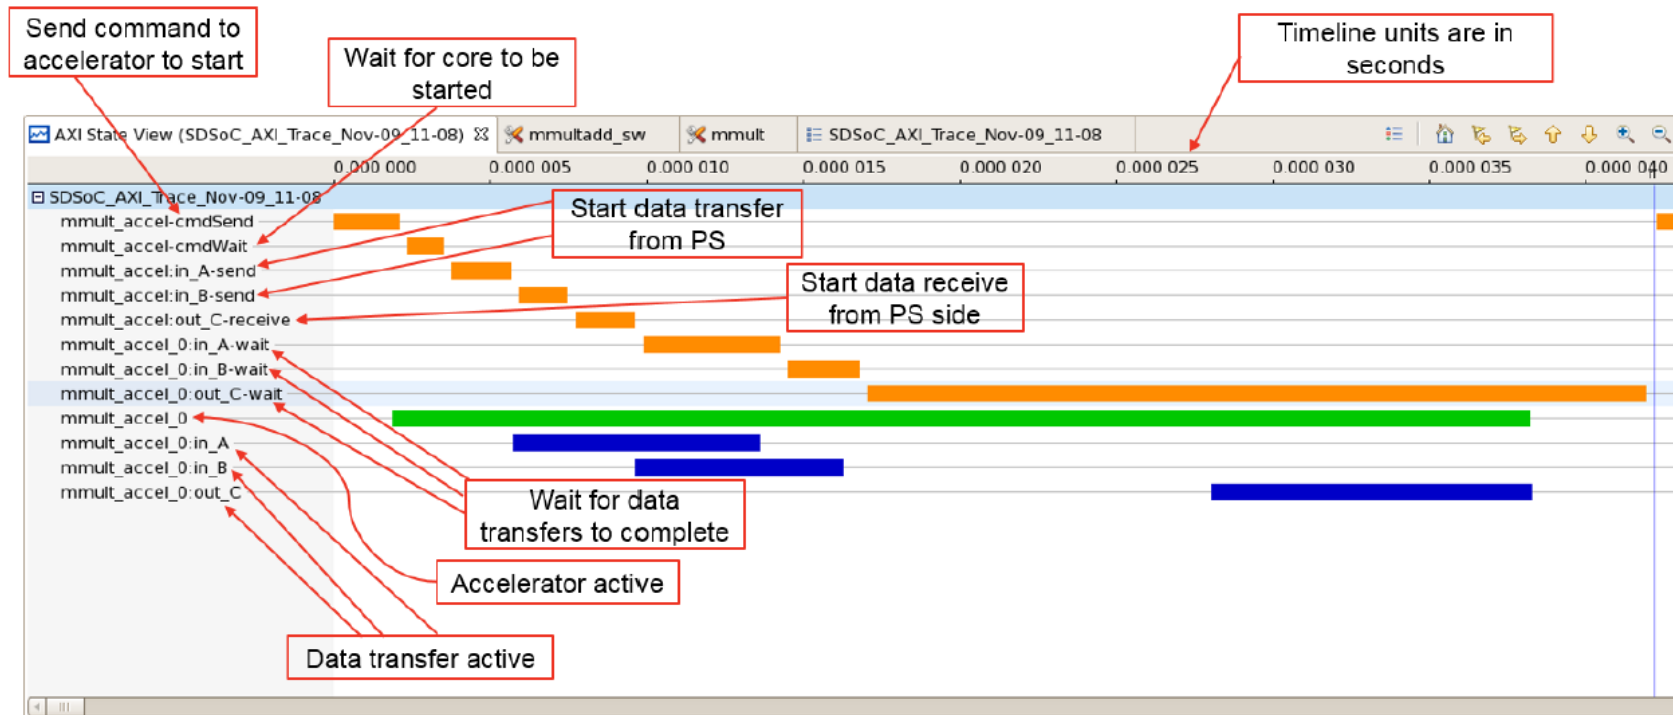 Send command to
accelerator to start
Wait for core to be
started
Timeline units are in
seconds
AXI State View (SDSoC_AXI_Trace_Nov-09_11-08)
mmultadd_sw
mmult
SDSoC_AXI_Trace_Nov-09_11-08
0.000 000
0.000 005
0.000 010
0.000 015
0.000 020
0.000 025
0.000 030
0.000 035
0.000 040
SDSoC_AXI_Trace_Nov-09_11-08
mmult_accel-cmdSend
mmult_accel-cmdWait
mmult_accel:in_A-send
mmult_accel:in_B-send
mmult_accel:out_C-receive
mmult_accel_0:in_A-wait
mmult_accel_0:in_B-wait
mmult_accel_0:out_C-wait
mmult_accel_0
mmult_accel_0:in_A
mmult_accel_0:in_B
mmult_accel_0:out_C
Start data transfer
from PS
Start data receive
from PS side
Wait for data
transfers to complete
Accelerator active
Data transfer active